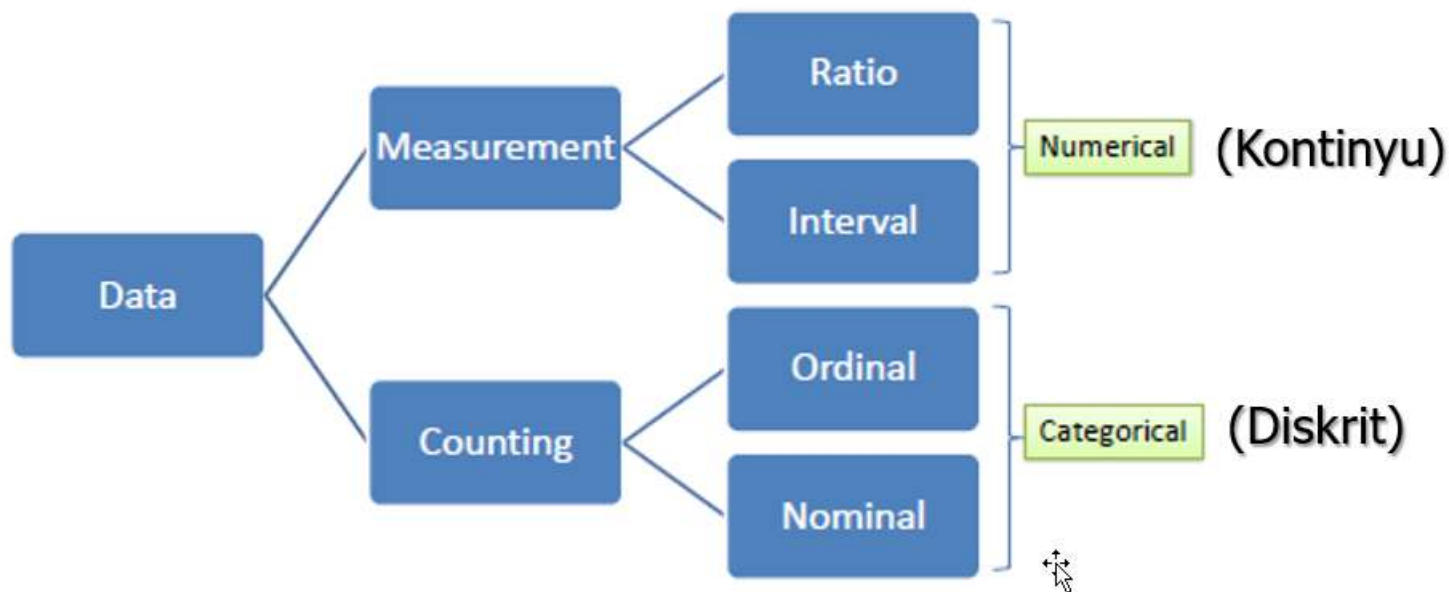 Data
Measurement
Counting
Ratio
Interval
Ordinal
Nominal
Numerical (Kontinyu)
Categorical (Diskrit)